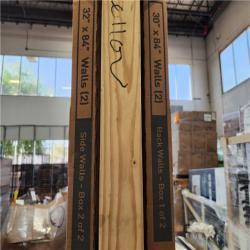 32" x 84" Walls (2)
Side Walls - Box 2 of 2
ellow
30" x 84" Walls (2)
Back Walls - Box 1 of 2